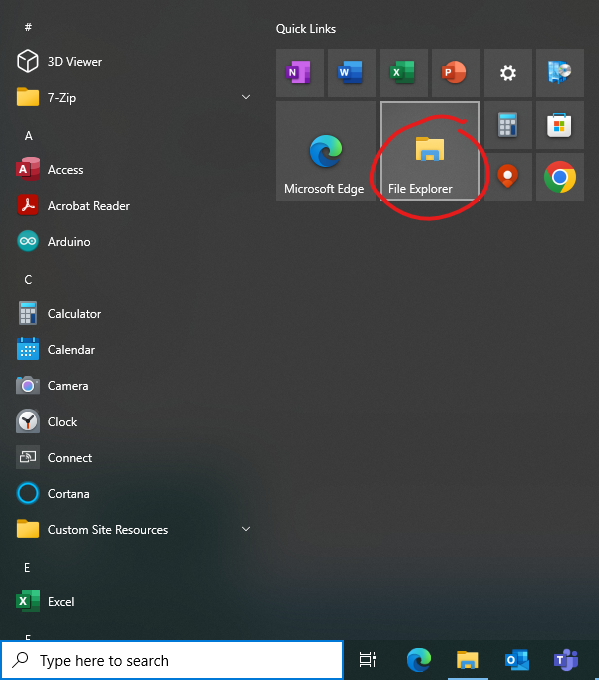 #
3D Viewer
7-Zip
A
Access
Acrobat Reader
Arduino
C
Calculator
Calendar
Camera
Clock
Connect
Cortana
Custom Site Resources
E
Excel
Quick Links
N
W
X
P
Microsoft Edge
File Explorer
Type here to search